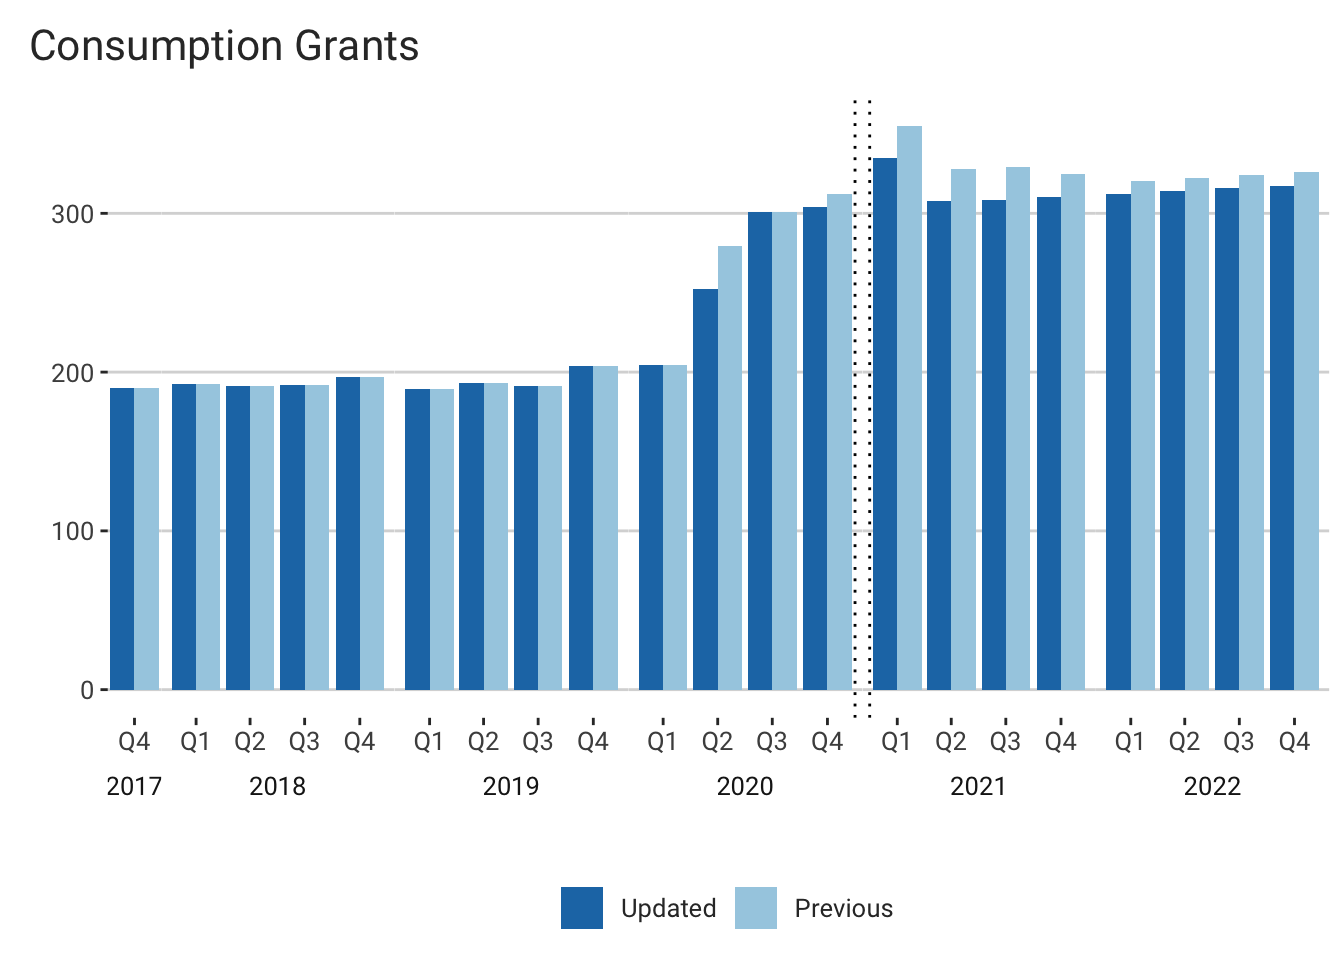 Consumption Grants
300
200
100
0
Q4 Q1 Q2 Q3 Q4 Q1 Q2 Q3 Q4 Q1 Q2 Q3 Q4 Q1 Q2 Q3 Q4 Q1 Q2 Q3 Q4
2017 2018 2019 2020 2021 2022
Updated Previous